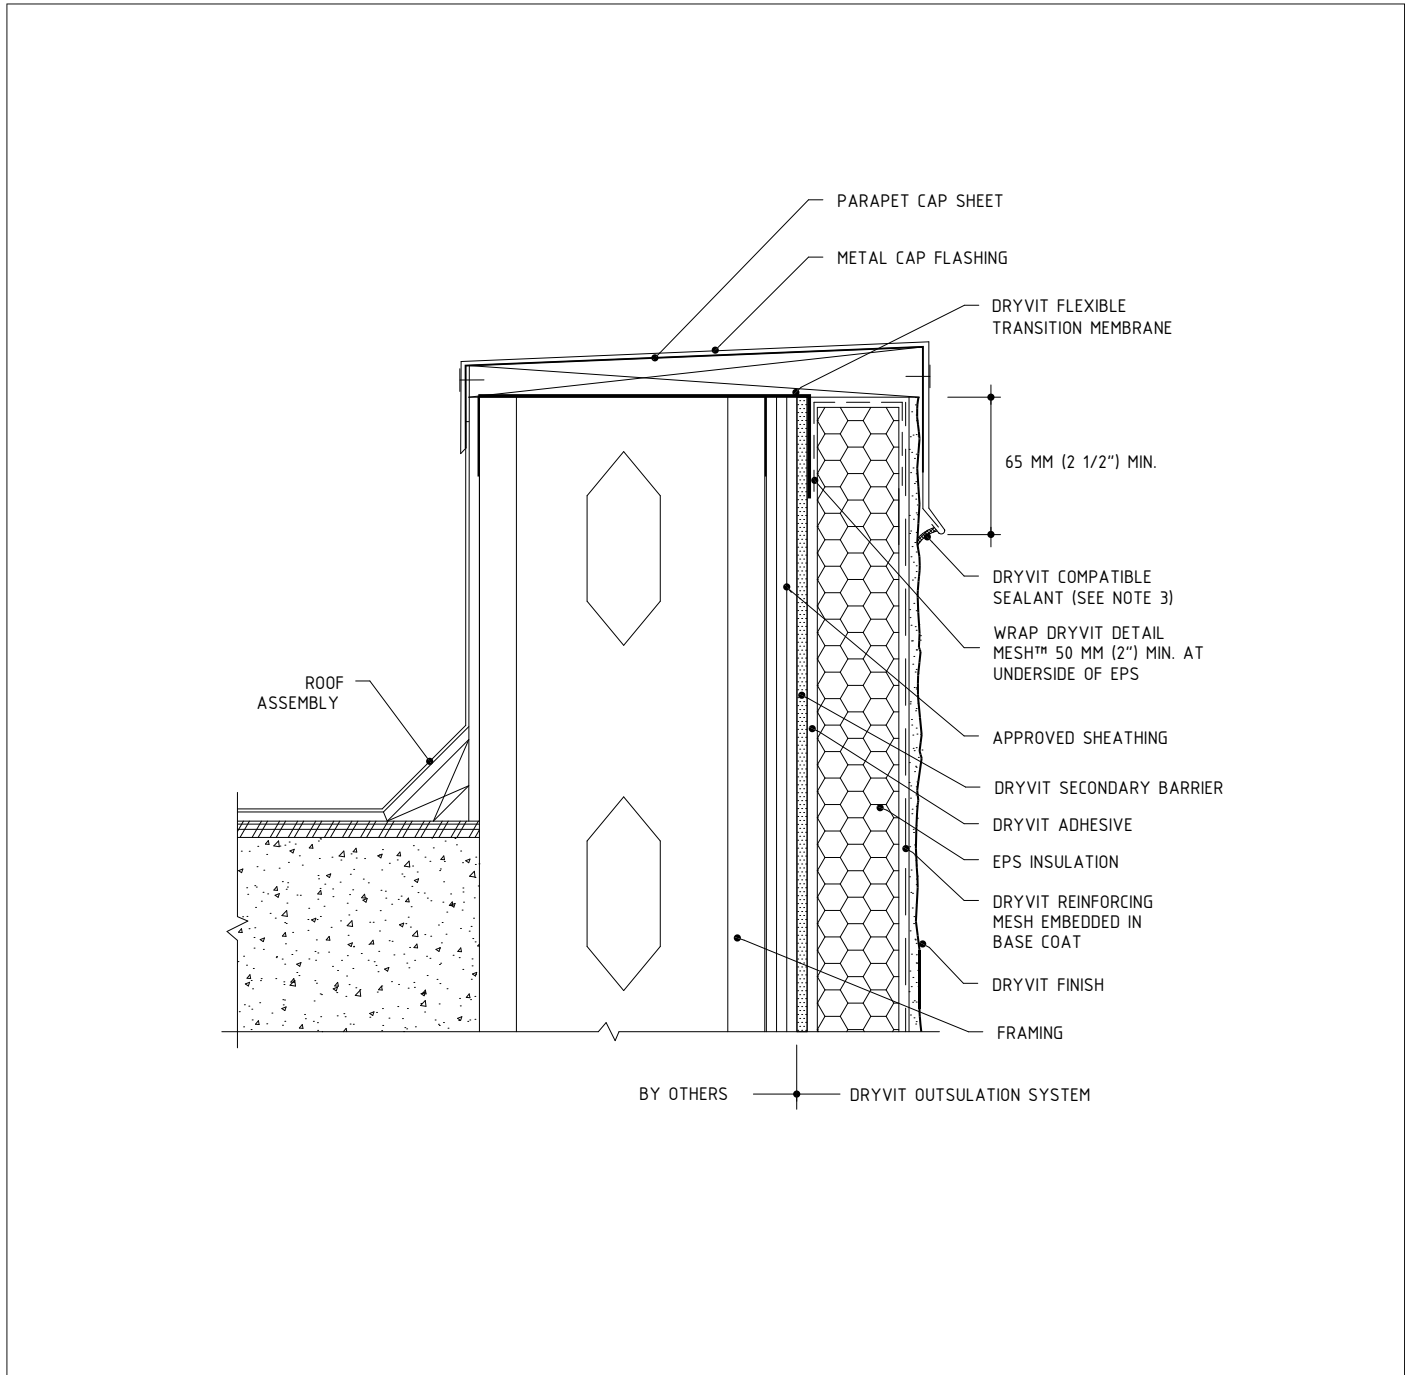 PARAPET CAP SHEET
METAL CAP FLASHING
DRYVIT FLEXIBLE
TRANSITION MEMBRANE
65 MM (2 1/2") MIN.
DRYVIT COMPATIBLE
SEALANT (SEE NOTE 3)
WRAP DRYVIT DETAIL
MESH™ 50 MM (2") MIN. AT
UNDERSIDE OF EPS
ROOF
ASSEMBLY
APPROVED SHEATHING
DRYVIT SECONDARY BARRIER
DRYVIT ADHESIVE
EPS INSULATION
DRYVIT REINFORCING
MESH EMBEDDED IN
BASE COAT
DRYVIT FINISH
FRAMING
BY OTHERS
DRYVIT OUTSULATION SYSTEM